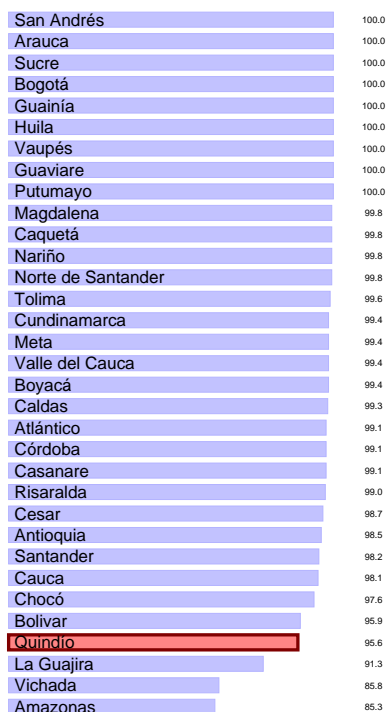 San Andrés 100.0
Arauca 100.0
Sucre 100.0
Bogotá 100.0
Guainía 100.0
Huila 100.0
Vaupés 100.0
Guaviare 100.0
Putumayo 100.0
Magdalena 99.8
Caquetá 99.8
Nariño 99.8
Norte de Santander 99.8
Tolima 99.6
Cundinamarca 99.4
Meta 99.4
Valle del Cauca 99.4
Boyacá 99.4
Caldas 99.3
Atlántico 99.1
Córdoba 99.1
Casanare 99.1
Risaralda 99.0
Cesar 98.7
Antioquia 98.5
Santander 98.2
Cauca 98.1
Chocó 97.6
Bolivar 95.9
Quindío 95.6
La Guajira 91.3
Vichada 85.8
Amazonas 85.3